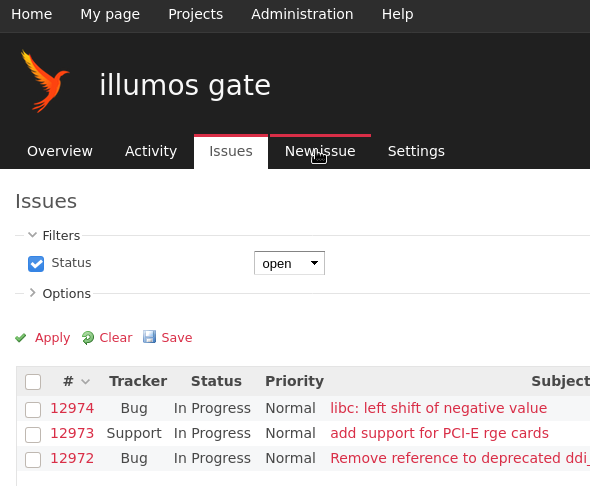 Home My page Projects Administration Help
illumos gate
Overview Activity Issues New issue Settings
Issues
Filters
Status open
Options
Apply Clear Save
# Tracker Status Priority Subject
12974 Bug In Progress Normal libc: left shift of negative value
12973 Support In Progress Normal add support for PCI-E rge cards
12972 Bug In Progress Normal Remove reference to deprecated ddi_